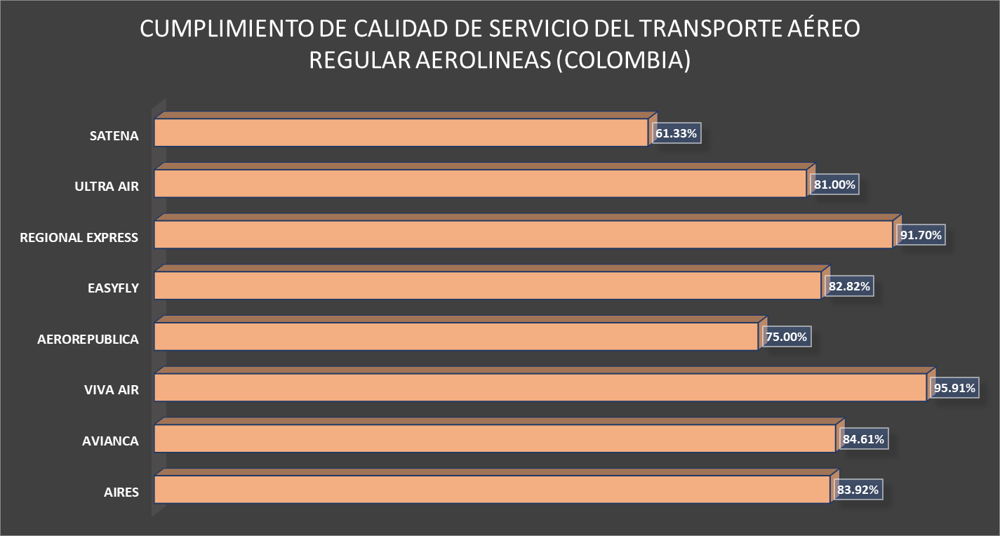 CUMPLIMIENTO DE CALIDAD DE SERVICIO DEL TRANSPORTE AÉREO
REGULAR AEROLINEAS (COLOMBIA)
SATENA 61.33%
ULTRA AIR 81.00%
REGIONAL EXPRESS 91.70%
EASYFLY 82.82%
AEROREPUBLICA 75.00%
VIVA AIR 95.91%
AVIANCA 84.61%
AIRES 83.92%